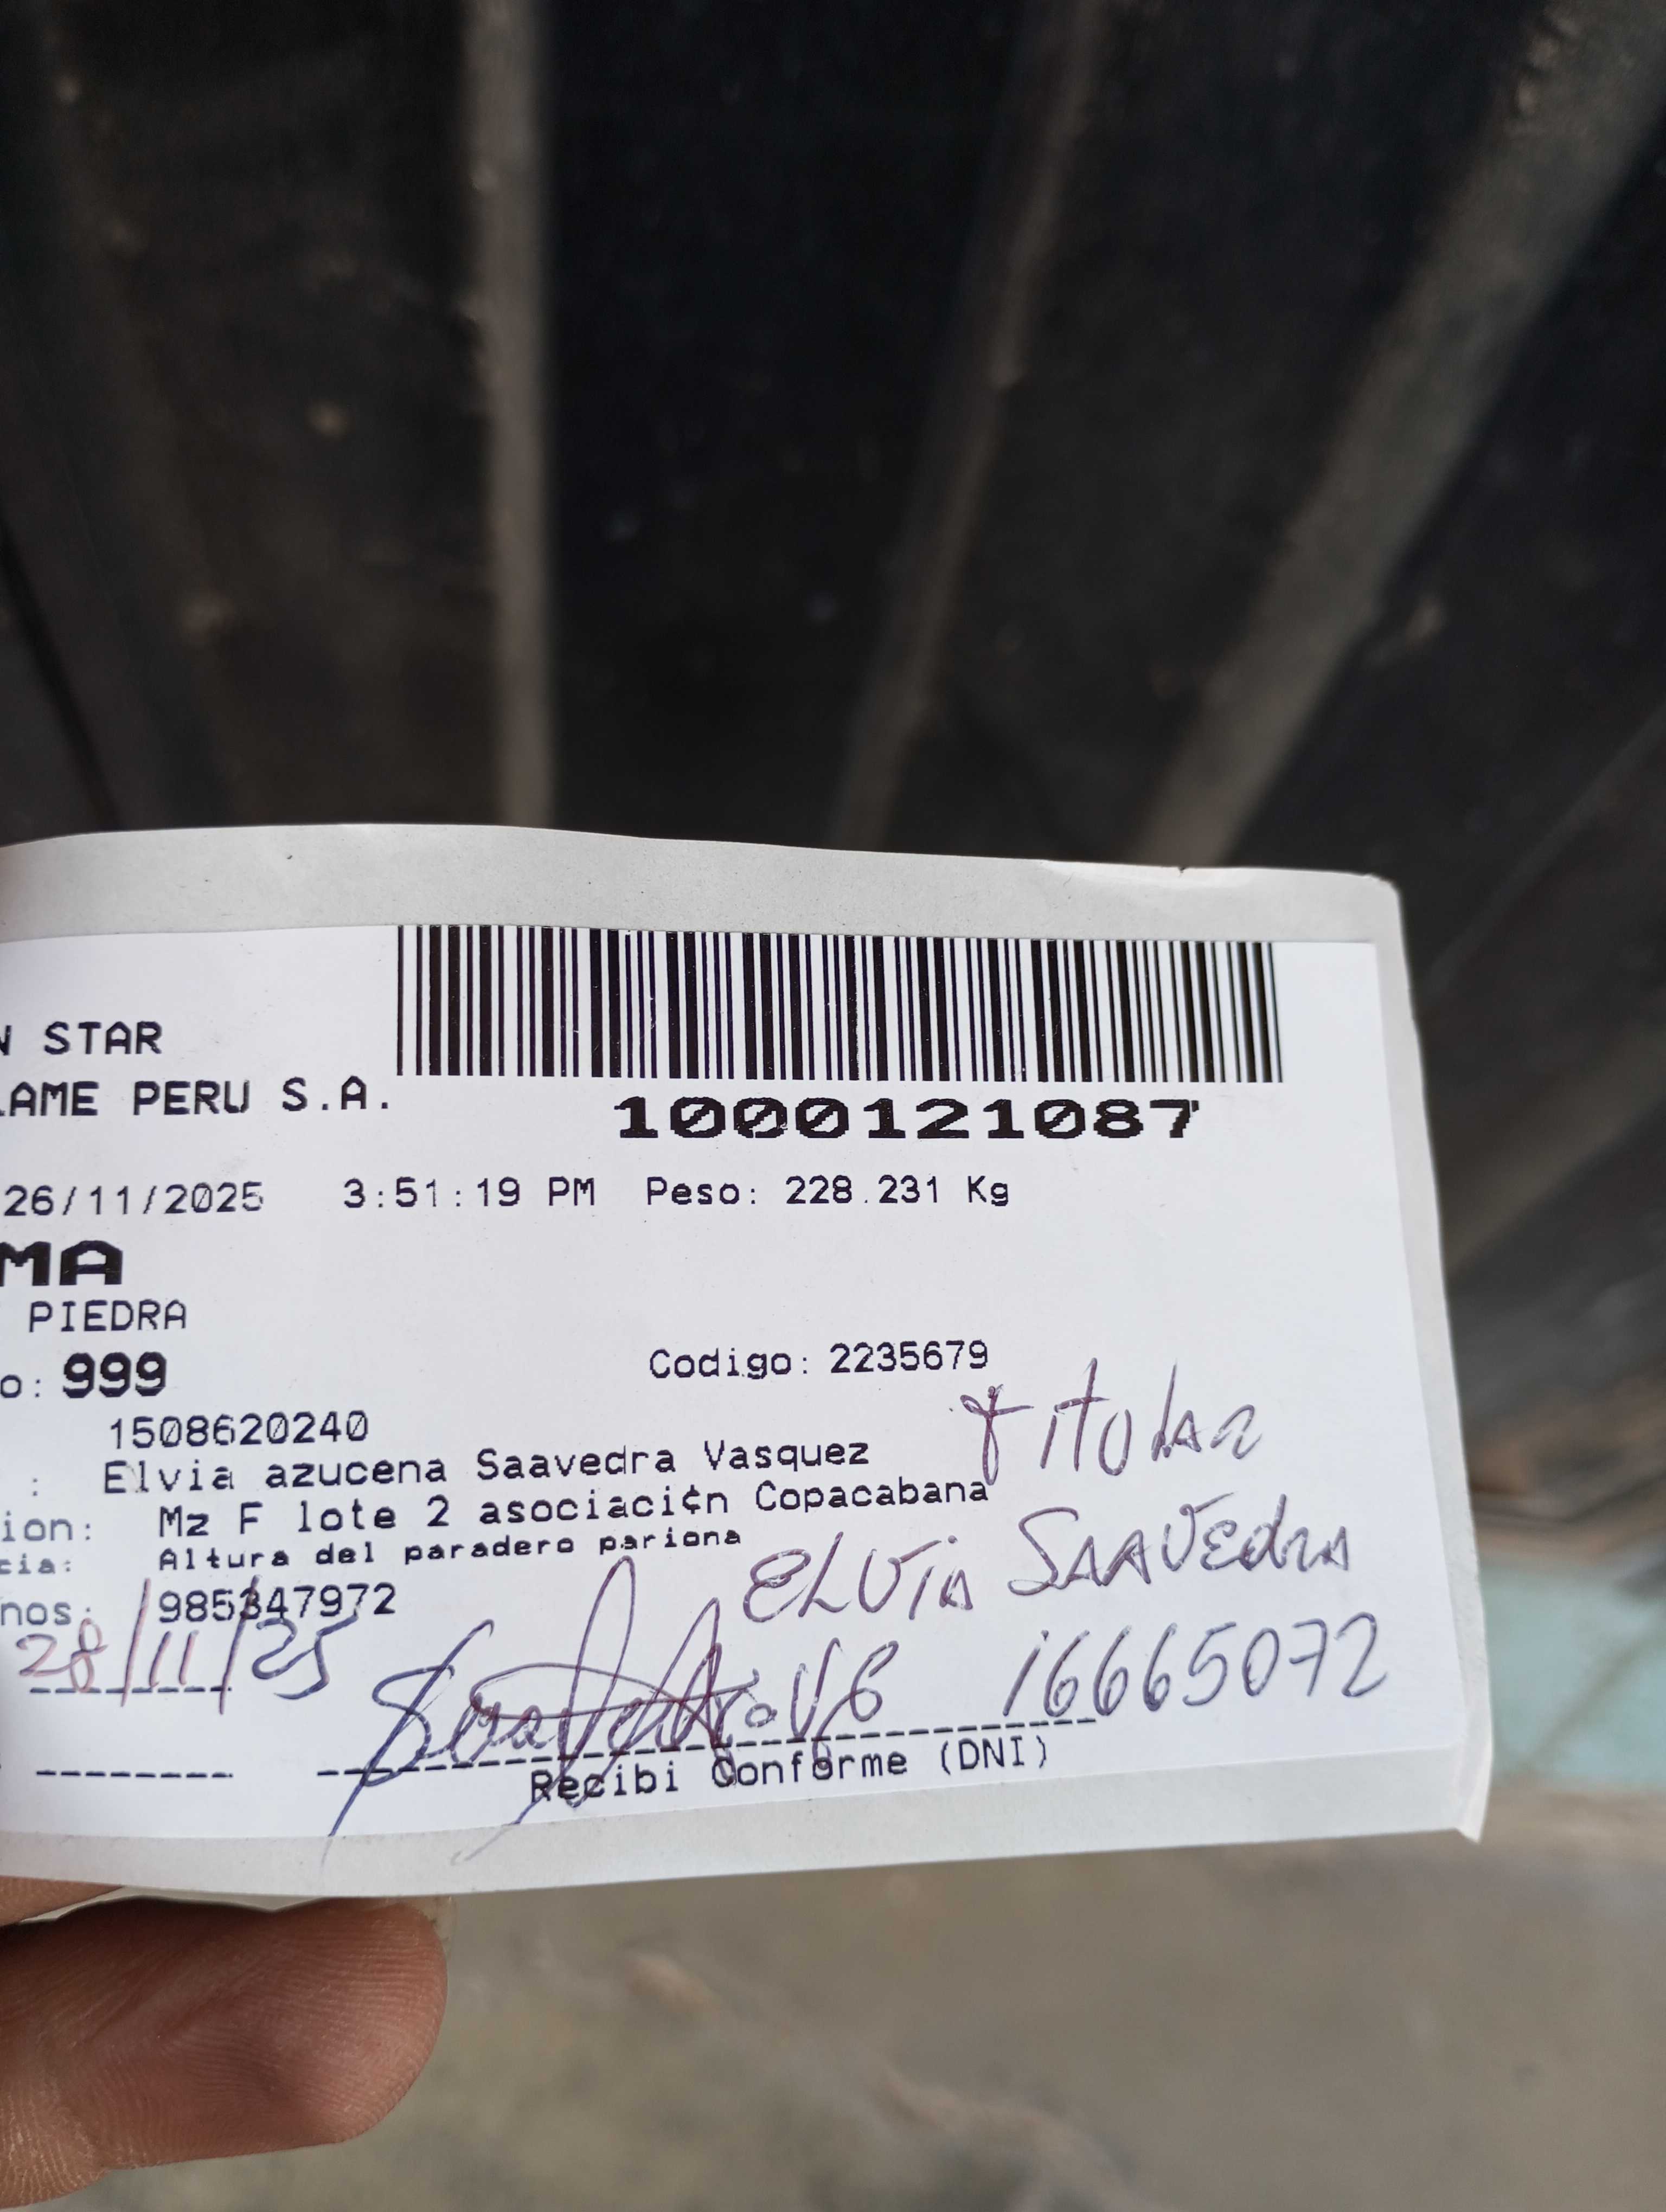 N STAR
LAME PERU S.A.
1000121087
26/11/2025 3:51:19 PM Peso: 228.231 Kg
MA
PIEDRA
o: 999
Codigo: 2235679
1508620240
: Elvia azucena Saavedra Vasquez
Titular
ion: Mz F lote 2 asociaci¢n Copacabana
cia: Altura del paradero pariona
ELViA SAAVEdRA
nos: 985347972
28/11/25
16665072
Recibi Conforme (DNI)